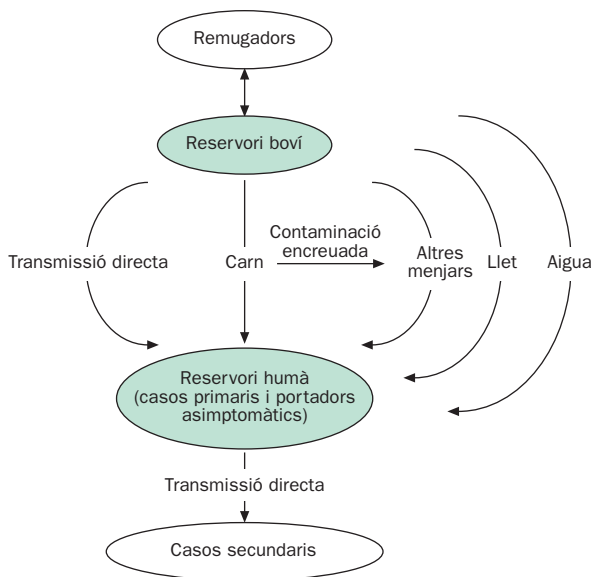 Remugadors
Reservori boví
Contaminació
encreuada
Transmissió directa
Carn
Altres
menjars
Llet
Aigua
Reservori humà
(casos primaris i portadors
asimptomàtics)
Transmissió directa
Casos secundaris